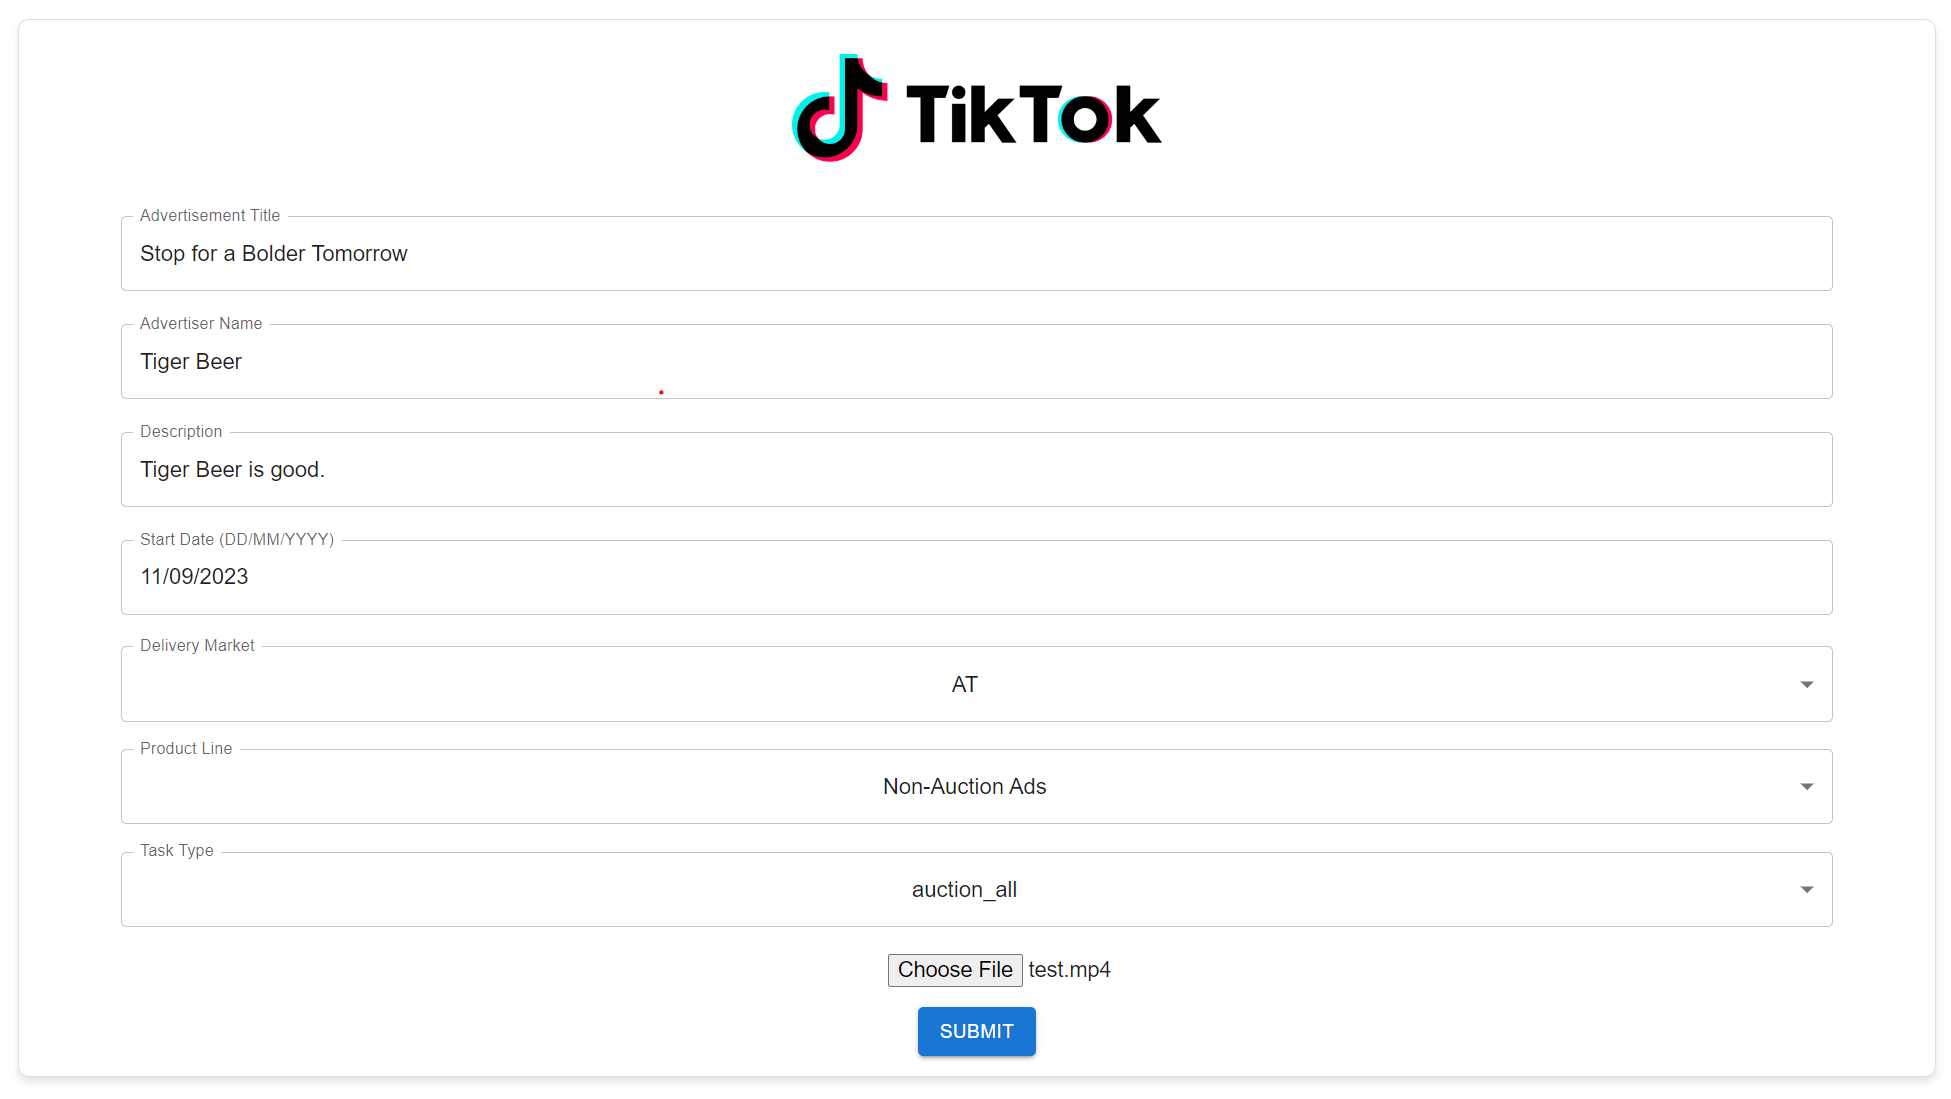 TikTok
Advertisement Title
Stop for a Bolder Tomorrow
Advertiser Name
Tiger Beer
Description
Tiger Beer is good.
Start Date (DD/MM/YYYY)
11/09/2023
Delivery Market
AT
Product Line
Non-Auction Ads
Task Type
auction_all
Choose File test.mp4
SUBMIT